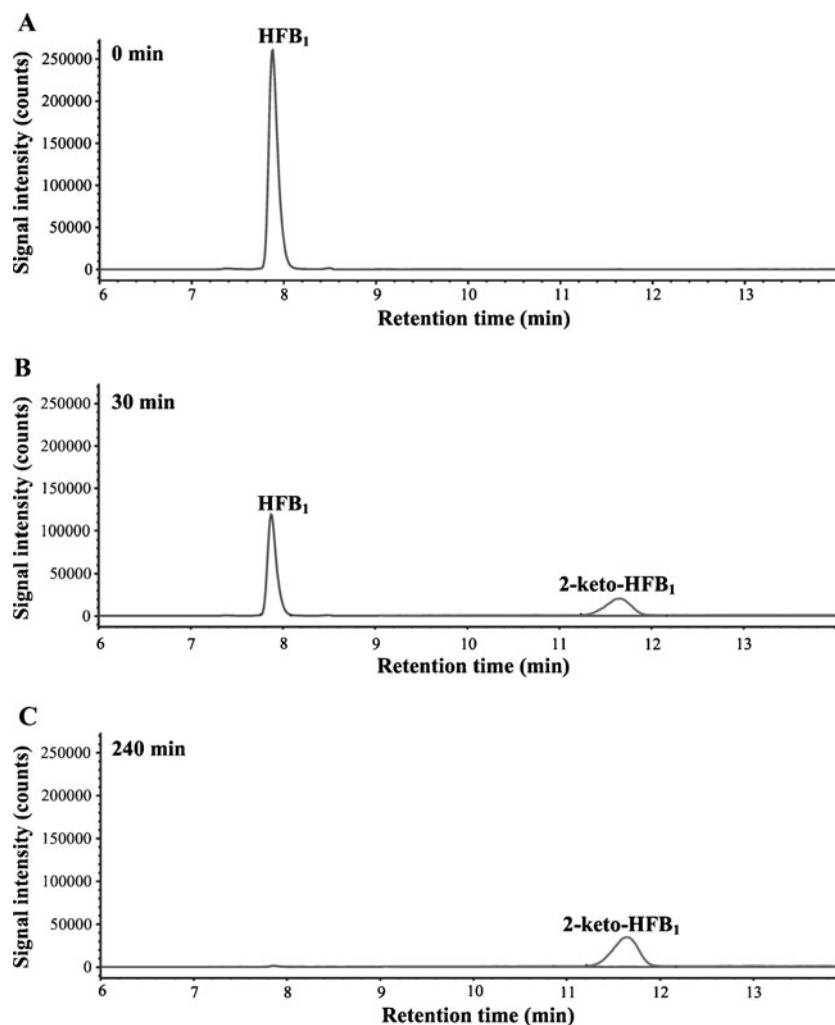 A
0 min
HFB₁
Signal intensity (counts)
250000
200000
150000
100000
50000
0
6 7 8 9 10 11 12 13
Retention time (min)
B
30 min
HFB₁
2-keto-HFB₁
Signal intensity (counts)
250000
200000
150000
100000
50000
0
6 7 8 9 10 11 12 13
Retention time (min)
C
240 min
2-keto-HFB₁
Signal intensity (counts)
250000
200000
150000
100000
50000
0
6 7 8 9 10 11 12 13
Retention time (min)